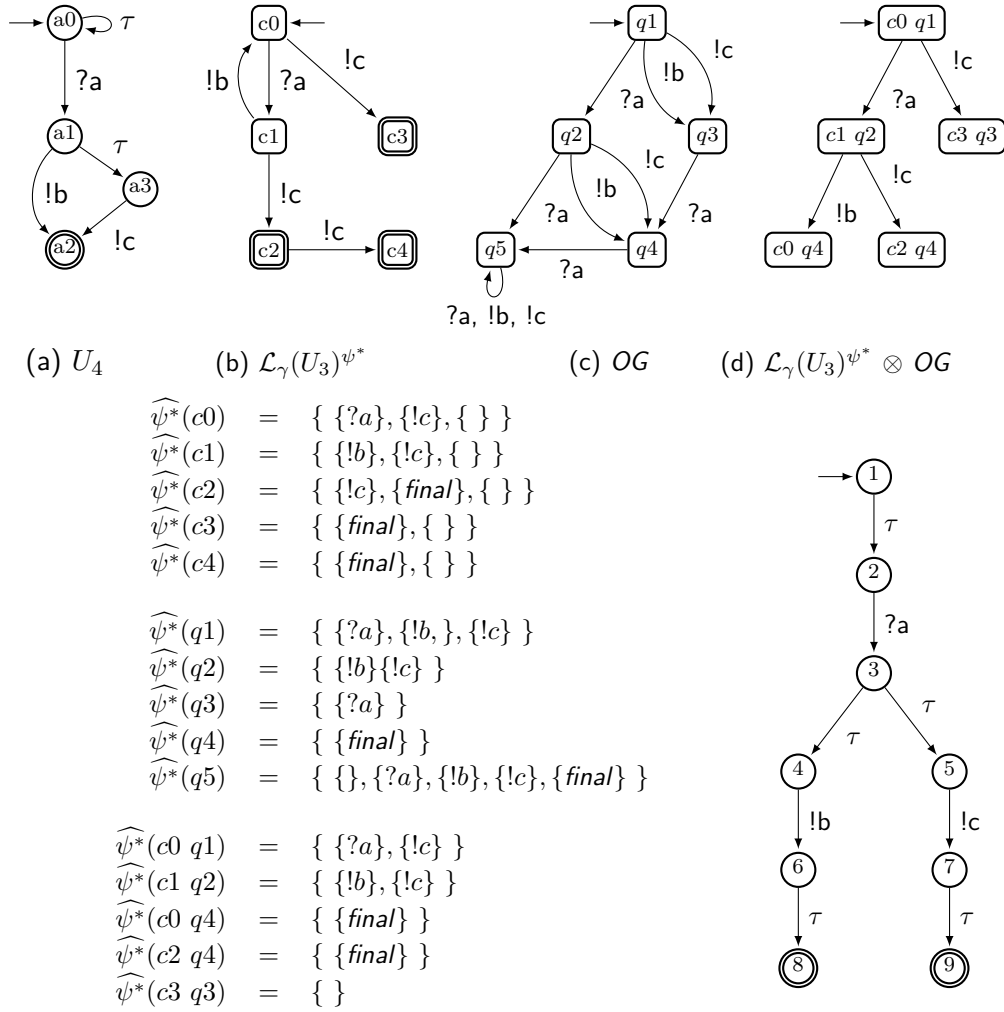 a0 τ
?a
a1
τ
!b
a3
a2
!c
c0
!b ?a !c
c1 c3
!c
c2 !c c4
q1
?a !b !c
q2 q3
?a !b !c ?a
q5 q4
?a
?a, !b, !c
c0 q1
?a !c
c1 q2 c3 q3
!b !c
c0 q4 c2 q4
(a) U₄
(b) ℒ_γ(U₃)^ψ*
(c) OG
(d) ℒ_γ(U₃)^ψ* ⊗ OG
ψ̂*(c0) = { {?a}, {!c}, { } }
ψ̂*(c1) = { {!b}, {!c}, { } }
ψ̂*(c2) = { {!c}, {final}, { } }
ψ̂*(c3) = { {final}, { } }
ψ̂*(c4) = { {final}, { } }
ψ̂*(q1) = { {?a}, {!b, }, {!c} }
ψ̂*(q2) = { {!b}{!c} }
ψ̂*(q3) = { {?a} }
ψ̂*(q4) = { {final} }
ψ̂*(q5) = { {}, {?a}, {!b}, {!c}, {final} }
ψ̂*(c0 q1) = { {?a}, {!c} }
ψ̂*(c1 q2) = { {!b}, {!c} }
ψ̂*(c0 q4) = { {final} }
ψ̂*(c2 q4) = { {final} }
ψ̂*(c3 q3) = { }
1
τ
2
?a
3
τ τ
4 5
!b !c
6 7
τ τ
8 9